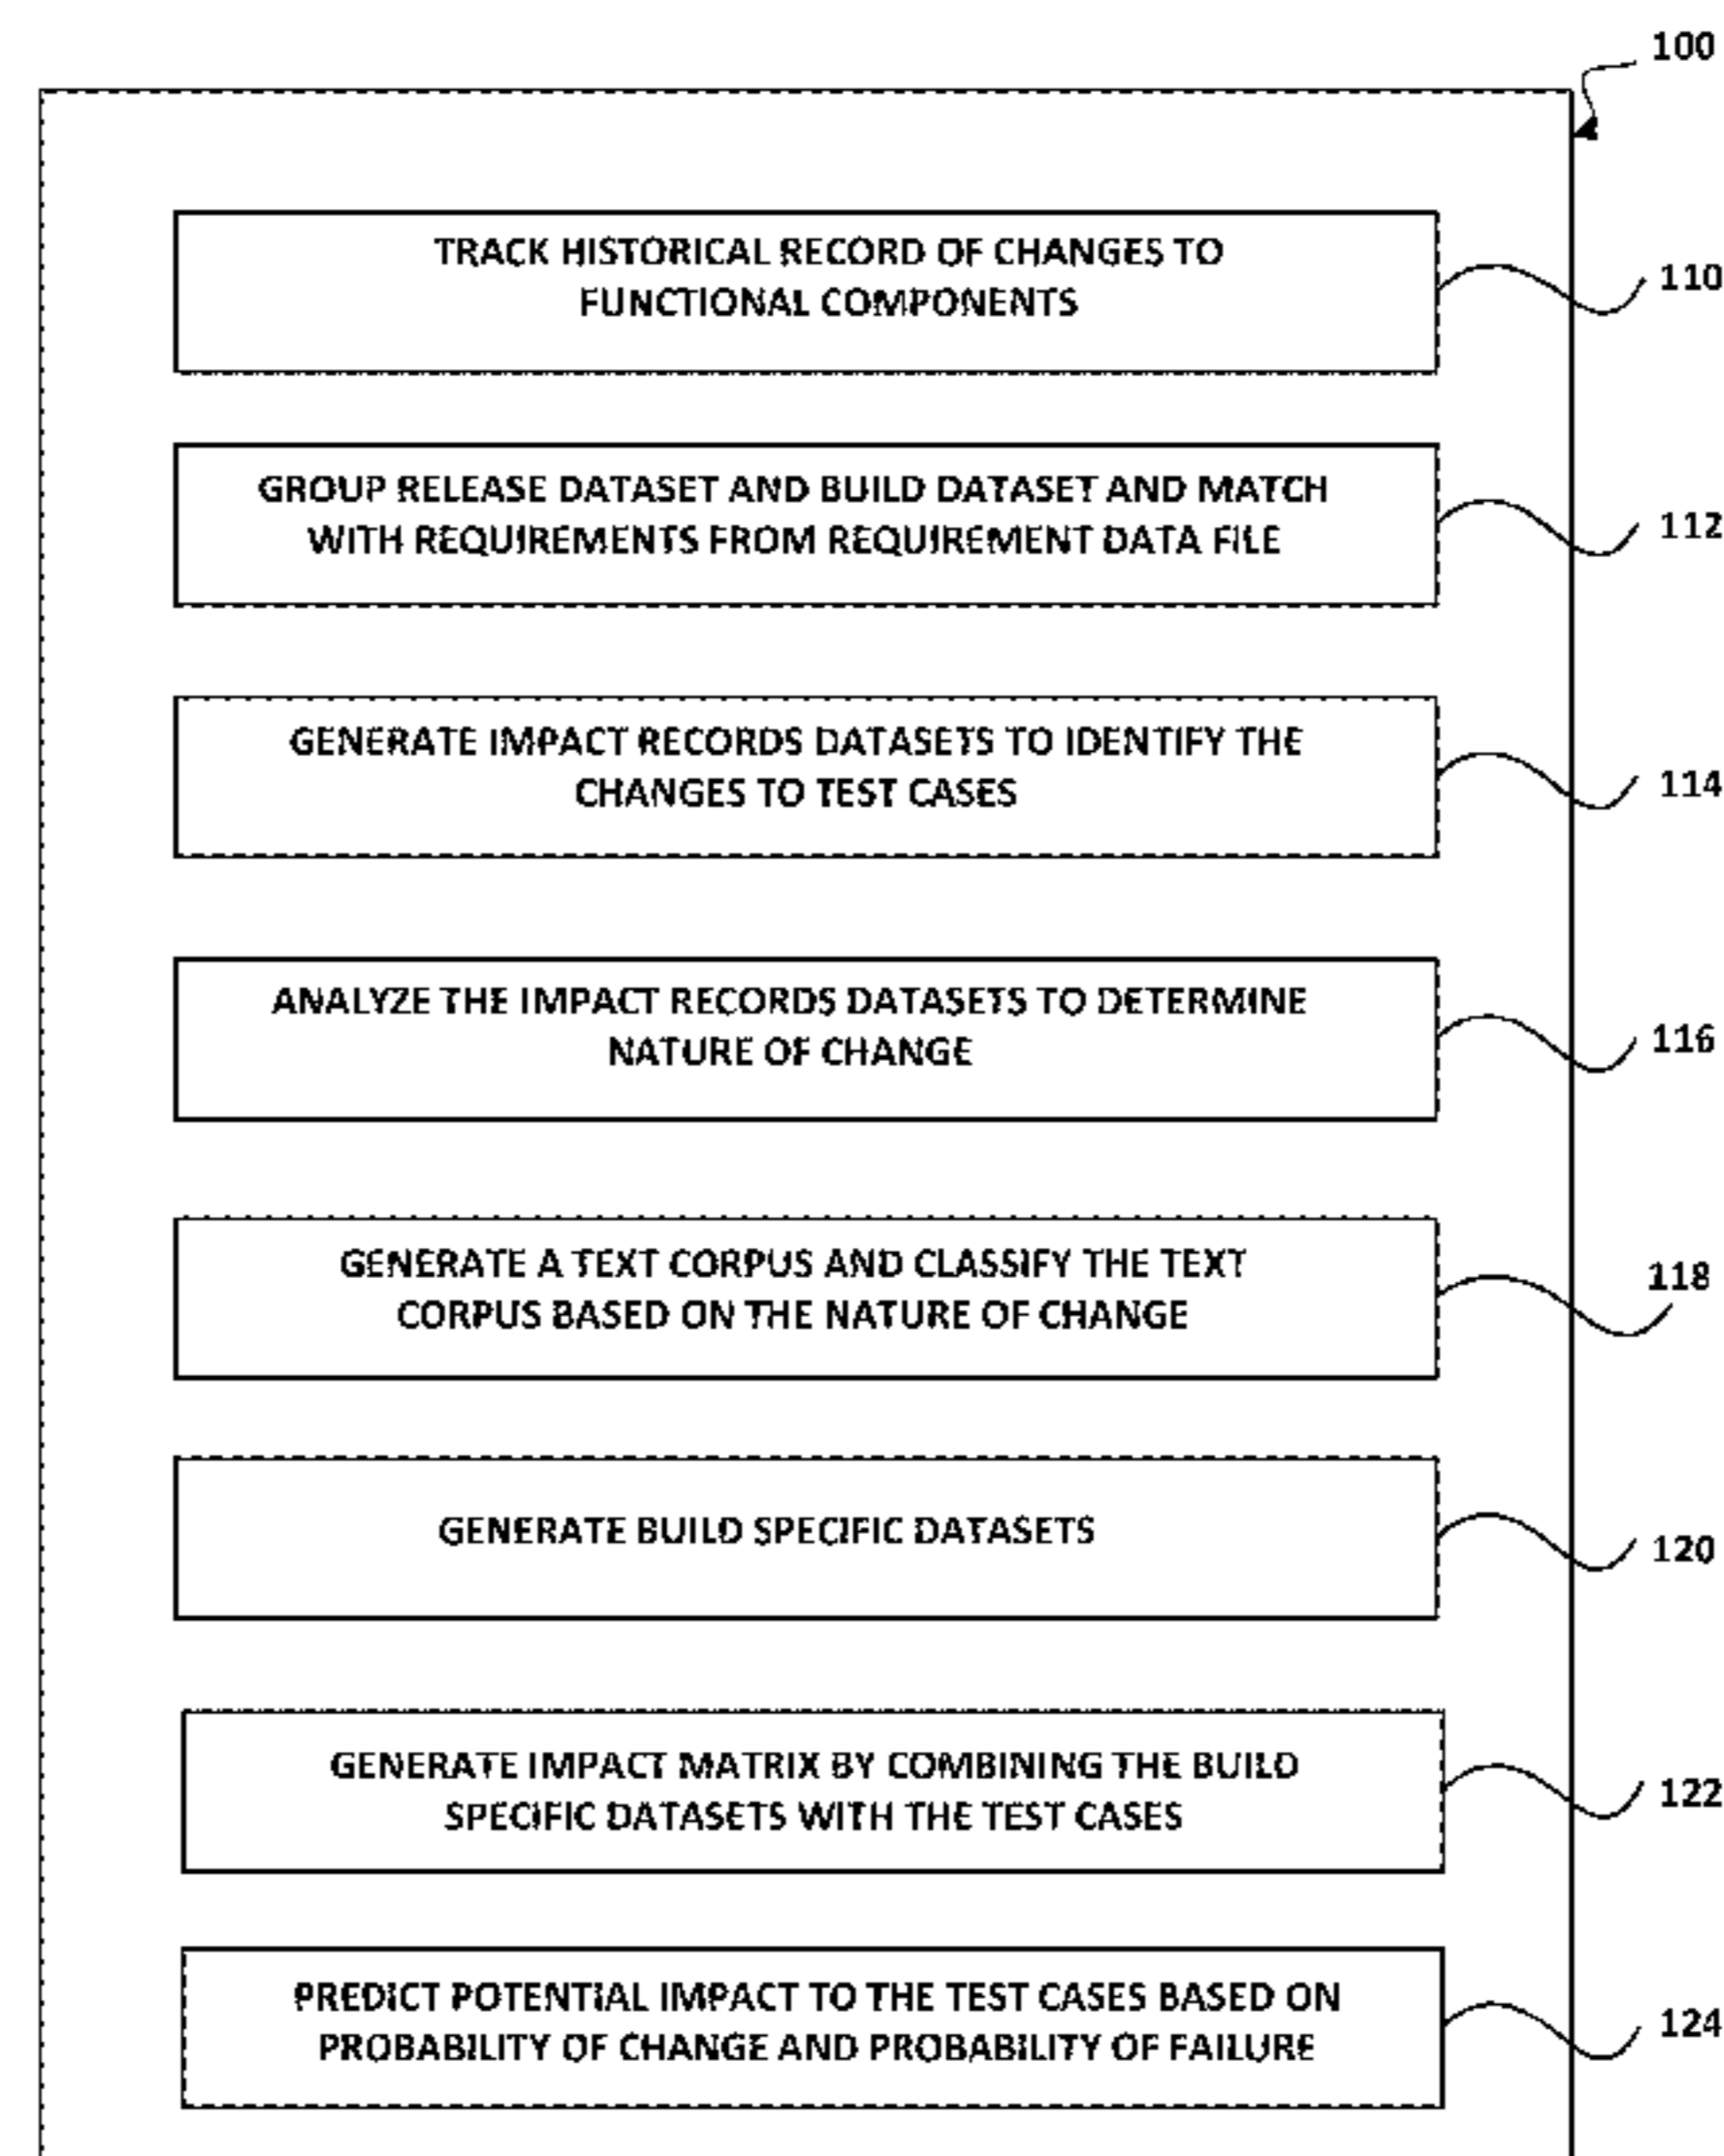 100
TRACK HISTORICAL RECORD OF CHANGES TO
FUNCTIONAL COMPONENTS
110
GROUP RELEASE DATASET AND BUILD DATASET AND MATCH
WITH REQUIREMENTS FROM REQUIREMENT DATA FILE
112
GENERATE IMPACT RECORDS DATASETS TO IDENTIFY THE
CHANGES TO TEST CASES
114
ANALYZE THE IMPACT RECORDS DATASETS TO DETERMINE
NATURE OF CHANGE
116
GENERATE A TEXT CORPUS AND CLASSIFY THE TEXT
CORPUS BASED ON THE NATURE OF CHANGE
118
GENERATE BUILD SPECIFIC DATASETS
120
GENERATE IMPACT MATRIX BY COMBINING THE BUILD
SPECIFIC DATASETS WITH THE TEST CASES
122
PREDICT POTENTIAL IMPACT TO THE TEST CASES BASED ON
PROBABILITY OF CHANGE AND PROBABILITY OF FAILURE
124